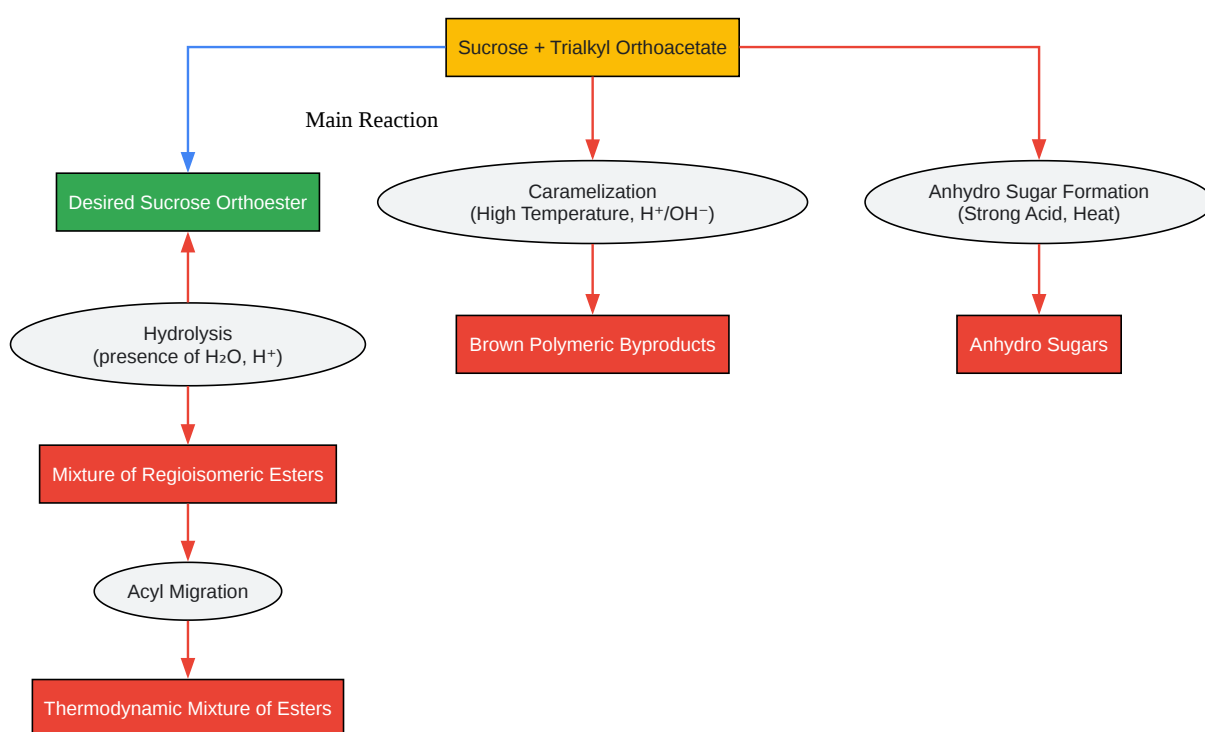 Sucrose + Trialkyl Orthoacetate
Main Reaction
Desired Sucrose Orthoester
Caramelization
(High Temperature, H⁺/OH⁻)
Anhydro Sugar Formation
(Strong Acid, Heat)
Hydrolysis
(presence of H₂O, H⁺)
Brown Polymeric Byproducts
Anhydro Sugars
Mixture of Regioisomeric Esters
Acyl Migration
Thermodynamic Mixture of Esters